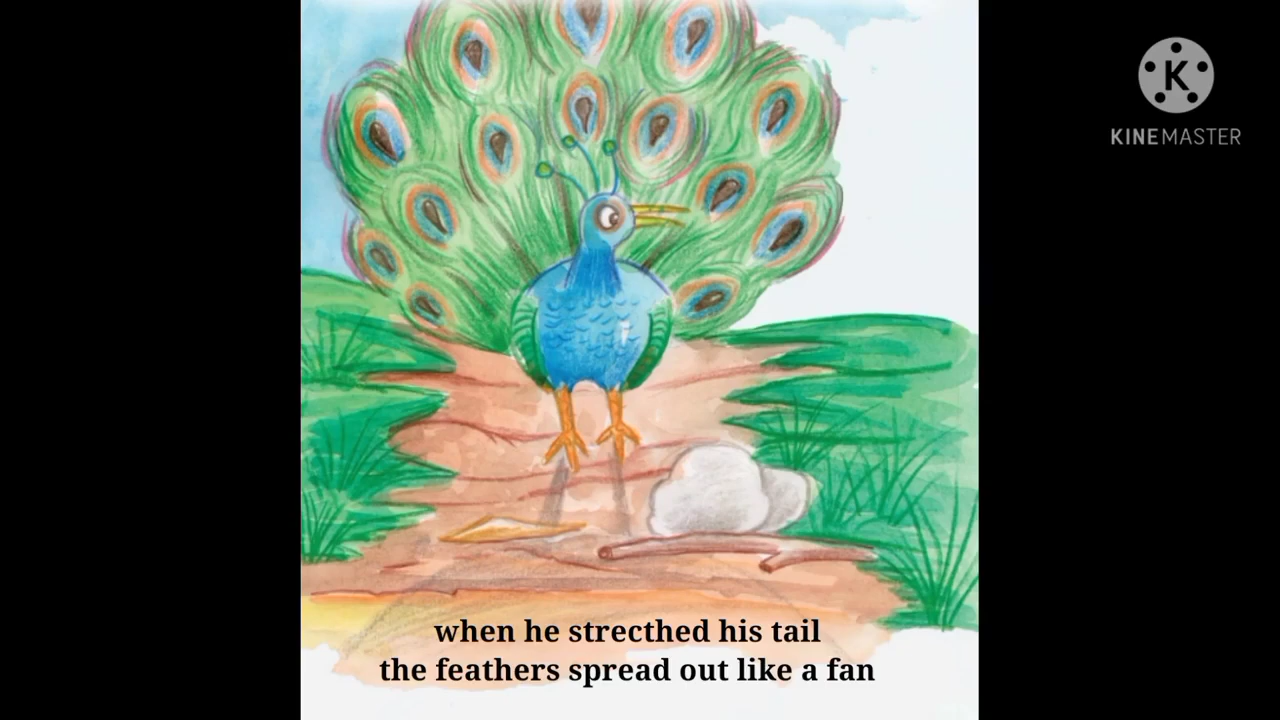 K
KINEMASTER
when he strecthed his tail
the feathers spread out like a fan